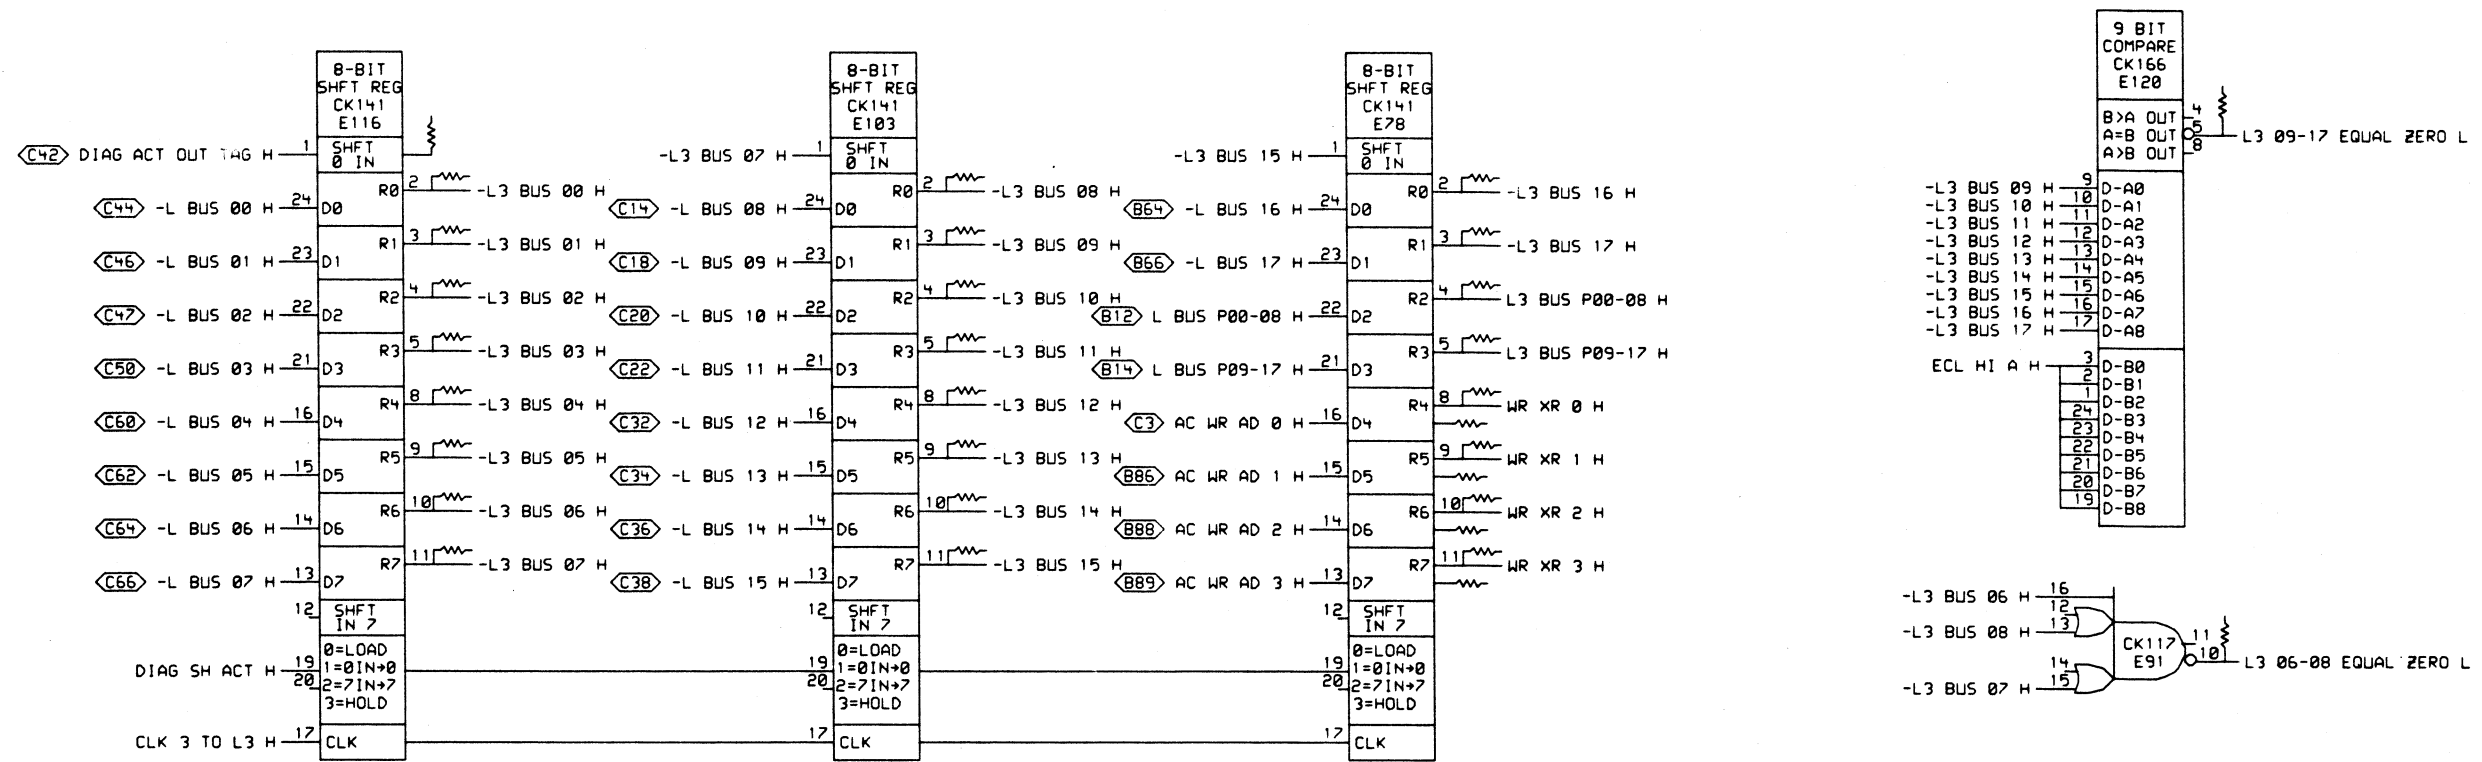 8-BIT
SHFT REG
CK141
E116
C42 DIAG ACT OUT TAG H 1 SHFT
0 IN
R0 2 -L3 BUS 00 H
C44 -L BUS 00 H 24 D0
R1 3 -L3 BUS 01 H
C46 -L BUS 01 H 23 D1
R2 4 -L3 BUS 02 H
C47 -L BUS 02 H 22 D2
R3 5 -L3 BUS 03 H
C50 -L BUS 03 H 21 D3
R4 8 -L3 BUS 04 H
C60 -L BUS 04 H 16 D4
R5 9 -L3 BUS 05 H
C62 -L BUS 05 H 15 D5
R6 10 -L3 BUS 06 H
C64 -L BUS 06 H 14 D6
R7 11 -L3 BUS 07 H
C66 -L BUS 07 H 13 D7
12 SHFT
IN 7
0=LOAD
DIAG SH ACT H 19 1=0IN→0
20 2=7IN→7
3=HOLD
CLK 3 TO L3 H 17 CLK
8-BIT
SHFT REG
CK141
E103
-L3 BUS 07 H 1 SHFT
0 IN
R0 2 -L3 BUS 08 H
C14 -L BUS 08 H 24 D0
R1 3 -L3 BUS 09 H
C18 -L BUS 09 H 23 D1
R2 4 -L3 BUS 10 H
C20 -L BUS 10 H 22 D2
R3 5 -L3 BUS 11 H
C22 -L BUS 11 H 21 D3
R4 8 -L3 BUS 12 H
C32 -L BUS 12 H 16 D4
R5 9 -L3 BUS 13 H
C34 -L BUS 13 H 15 D5
R6 10 -L3 BUS 14 H
C36 -L BUS 14 H 14 D6
R7 11 -L3 BUS 15 H
C38 -L BUS 15 H 13 D7
12 SHFT
IN 7
0=LOAD
19 1=0IN→0
20 2=7IN→7
3=HOLD
17 CLK
8-BIT
SHFT REG
CK141
E78
-L3 BUS 15 H 1 SHFT
0 IN
R0 2 -L3 BUS 16 H
B64 -L BUS 16 H 24 D0
R1 3 -L3 BUS 17 H
B66 -L BUS 17 H 23 D1
R2 4 L3 BUS P00-08 H
B12 L BUS P00-08 H 22 D2
R3 5 L3 BUS P09-17 H
B14 L BUS P09-17 H 21 D3
R4 8 WR XR 0 H
C3 AC WR AD 0 H 16 D4
R5 9 WR XR 1 H
B86 AC WR AD 1 H 15 D5
R6 10 WR XR 2 H
B88 AC WR AD 2 H 14 D6
R7 11 WR XR 3 H
B89 AC WR AD 3 H 13 D7
12 SHFT
IN 7
0=LOAD
19 1=0IN→0
20 2=7IN→7
3=HOLD
17 CLK
9 BIT
COMPARE
CK166
E120
B>A OUT 4
A=B OUT 5 L3 09-17 EQUAL ZERO L
A>B OUT 8
-L3 BUS 09 H 9 D-A0
-L3 BUS 10 H 10 D-A1
-L3 BUS 11 H 11 D-A2
-L3 BUS 12 H 12 D-A3
-L3 BUS 13 H 13 D-A4
-L3 BUS 14 H 14 D-A5
-L3 BUS 15 H 15 D-A6
-L3 BUS 16 H 16 D-A7
-L3 BUS 17 H 17 D-A8
ECL HI A H 3 D-B0
2 D-B1
1 D-B2
24 D-B3
23 D-B4
22 D-B5
21 D-B6
20 D-B7
19 D-B8
-L3 BUS 06 H 16
12
-L3 BUS 08 H 13
CK117 11
E91 10 L3 06-08 EQUAL ZERO L
14
-L3 BUS 07 H 15